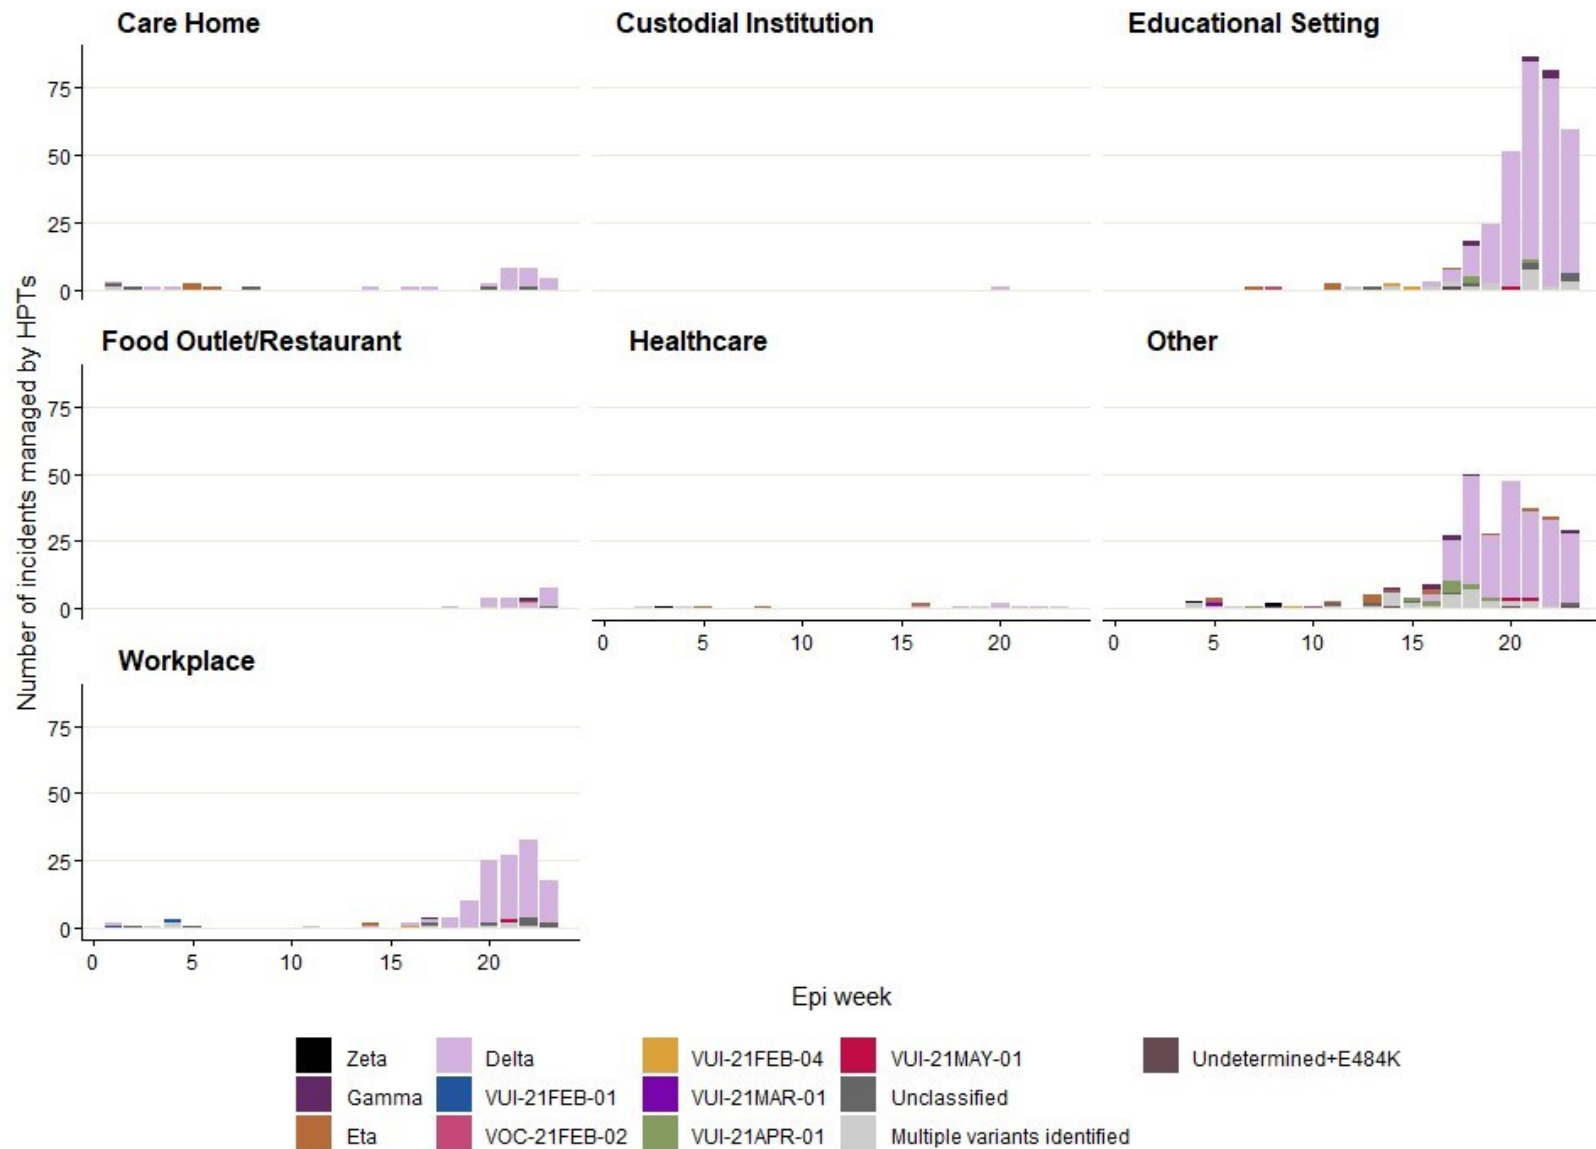 Care Home Custodial Institution Educational Setting
75
50
25
0
Food Outlet/Restaurant Healthcare Other
75
50
25
0
0 5 10 15 20 0 5 10 15 20
Workplace
75
50
25
0
0 5 10 15 20
Number of incidents managed by HPTs
Epi week
Zeta Delta VUI-21FEB-04 VUI-21MAY-01 Undetermined+E484K
Gamma VUI-21FEB-01 VUI-21MAR-01 Unclassified
Eta VOC-21FEB-02 VUI-21APR-01 Multiple variants identified